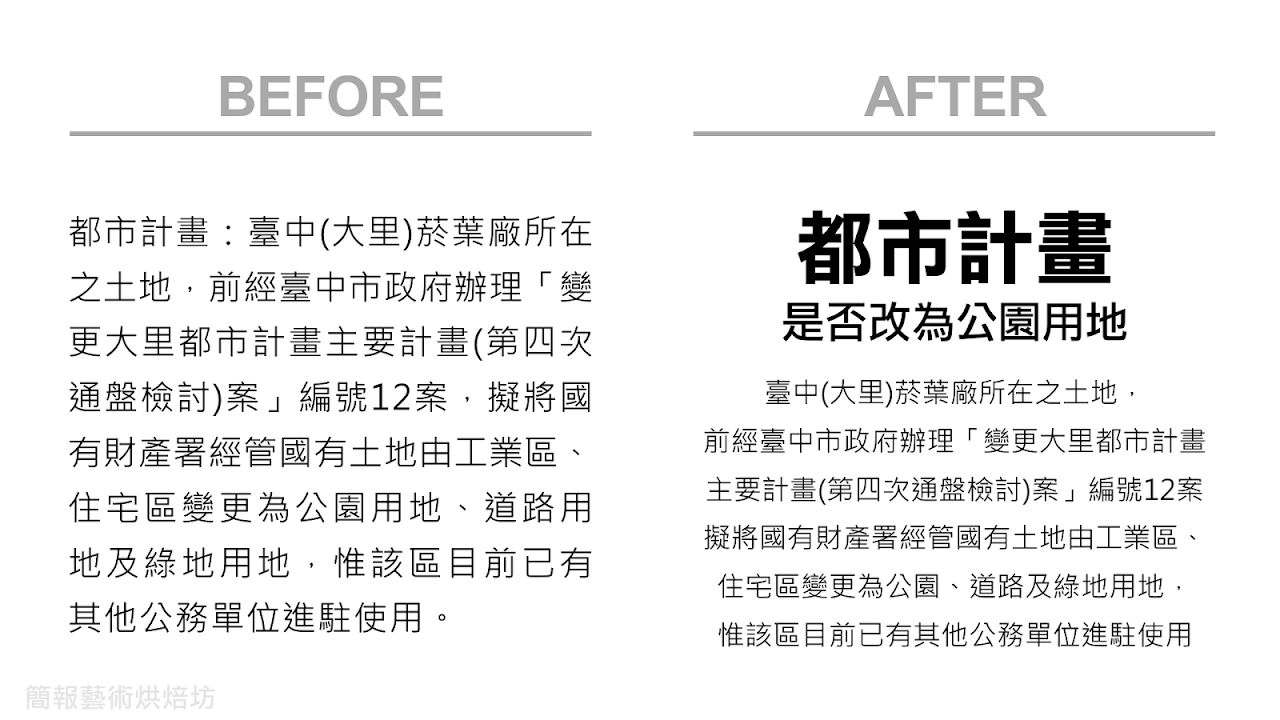 BEFORE
都市計畫：臺中(大里)菸葉廠所在
之土地，前經臺中市政府辦理「變
更大里都市計畫主要計畫(第四次
通盤檢討)案」編號12案，擬將國
有財產署經管國有土地由工業區、
住宅區變更為公園用地、道路用
地及綠地用地，惟該區目前已有
其他公務單位進駐使用。
AFTER
都市計畫
是否改為公園用地
臺中(大里)菸葉廠所在之土地，
前經臺中市政府辦理「變更大里都市計畫
主要計畫(第四次通盤檢討)案」編號12案
擬將國有財產署經管國有土地由工業區、
住宅區變更為公園、道路及綠地用地，
惟該區目前已有其他公務單位進駐使用
簡報藝術烘焙坊